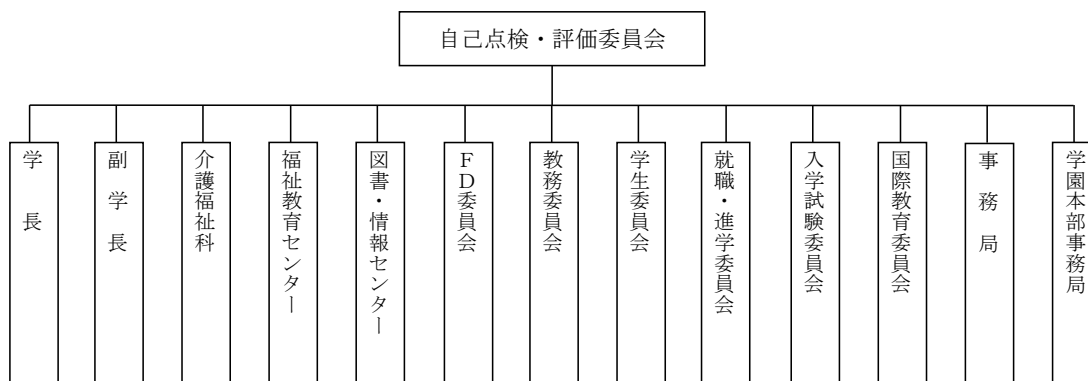 自己点検・評価委員会
学長
副学長
介護福祉科
福祉教育センター
図書・情報センター
FD委員会
教務委員会
学生委員会
就職・進学委員会
入学試験委員会
国際教育委員会
事務局
学園本部事務局